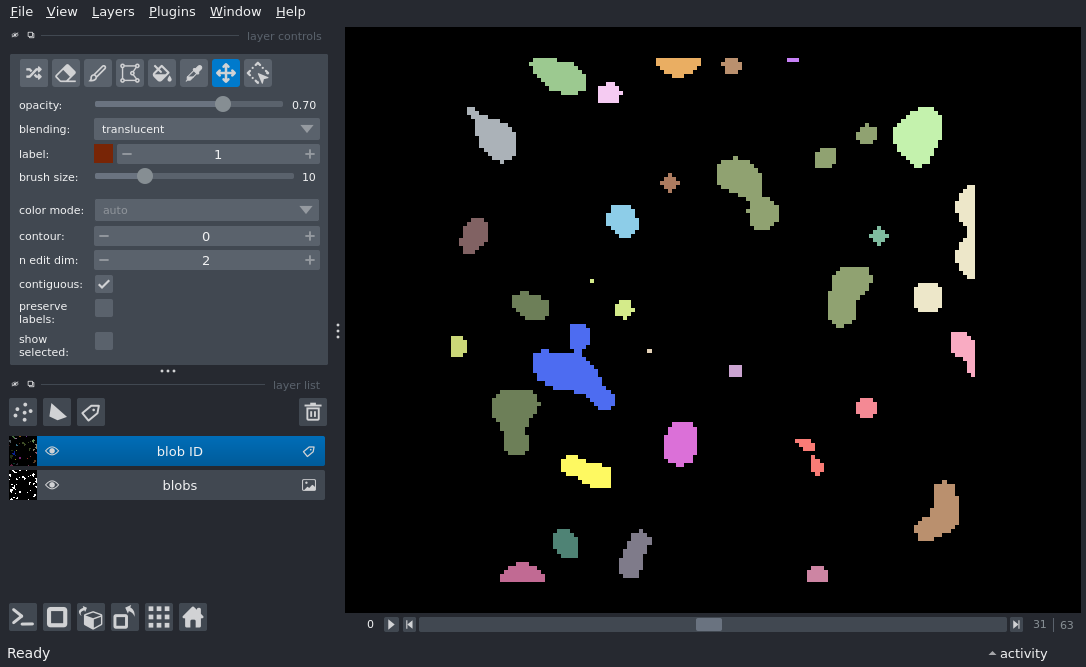 File View Layers Plugins Window Help
layer controls
opacity: 0.70
blending: translucent
label: 1
brush size: 10
color mode: auto
contour: 0
n edit dim: 2
contiguous:
preserve
labels:
show
selected:
layer list
blob ID
blobs
0 31 63
Ready activity